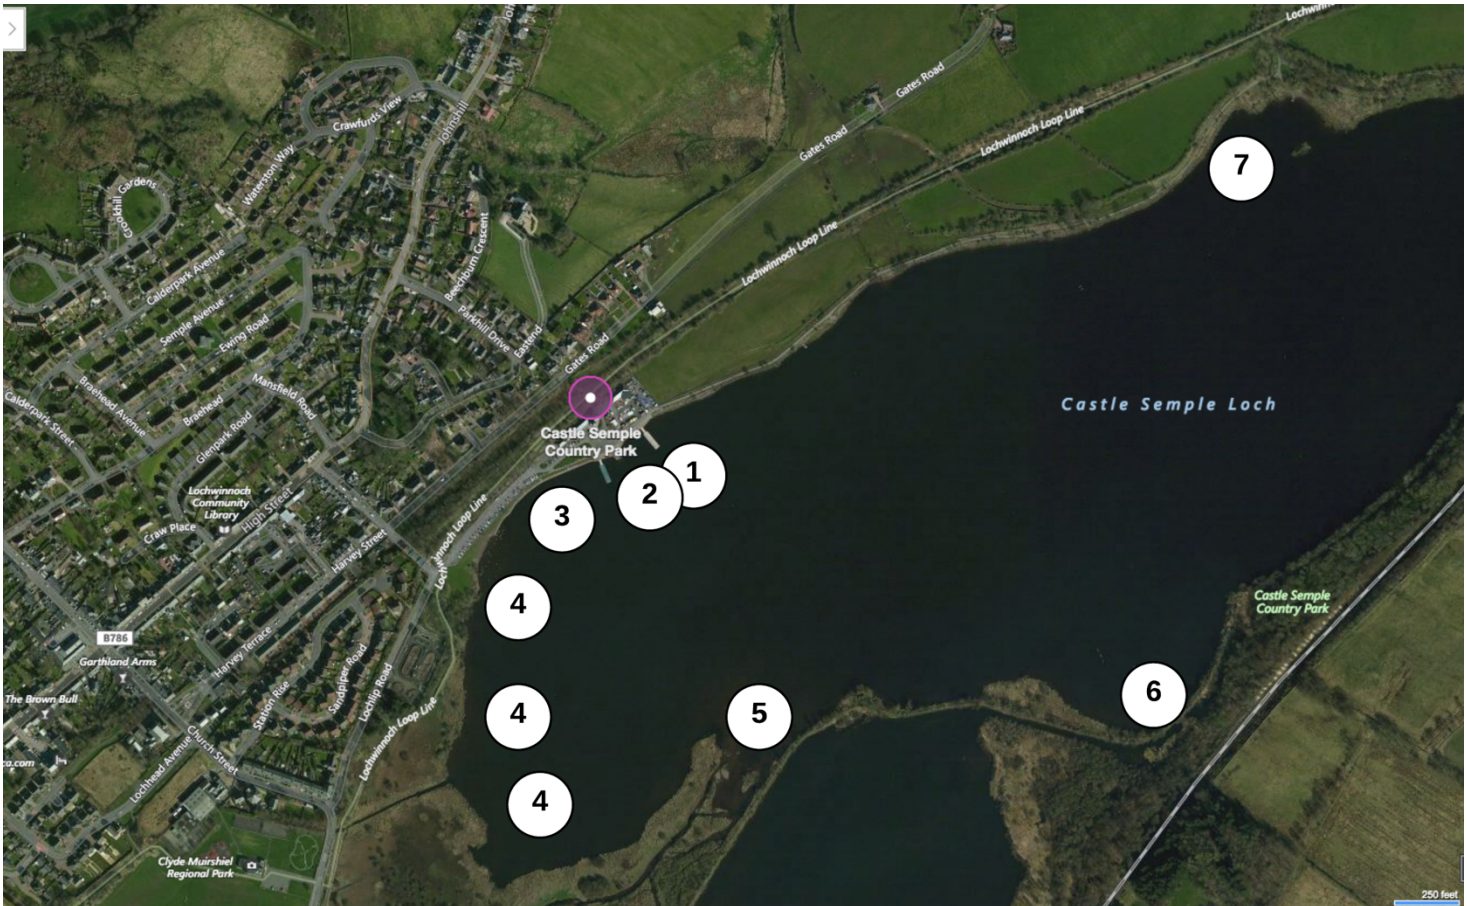 Joh
Lochwinno
Gates Road
Crawfurds View
Johnshill
Lochwinnoch Loop Line
Gates Road
Waterston Way
7
Crookhill Gardens
Beechburn Crescent
Lochwinnoch Loop Line
Calderpark Avenue
Semple Avenue
Parkhill Drive
Ewing Road
Eastend
Gates Road
Mansfield Road
Braehead Avenue
Braehead
Calderpark Street
Castle Semple Loch
Glenpark Road
Castle Semple
Country Park
1
2
Lochwinnoch
Community
Library
High Street
3
Craw Place
Lochwinnoch Loop Line
Harvey Street
Castle Semple
Country Park
4
B786
Harvey Terrace
Garthland Arms
Sandpiper Road
Lochlip Road
6
The Brown Bull
Station Rise
4
5
Lochwinnoch Loop Line
Church Street
ca.com
Lochhead Avenue
4
Clyde Muirshiel
Regional Park
250 feet